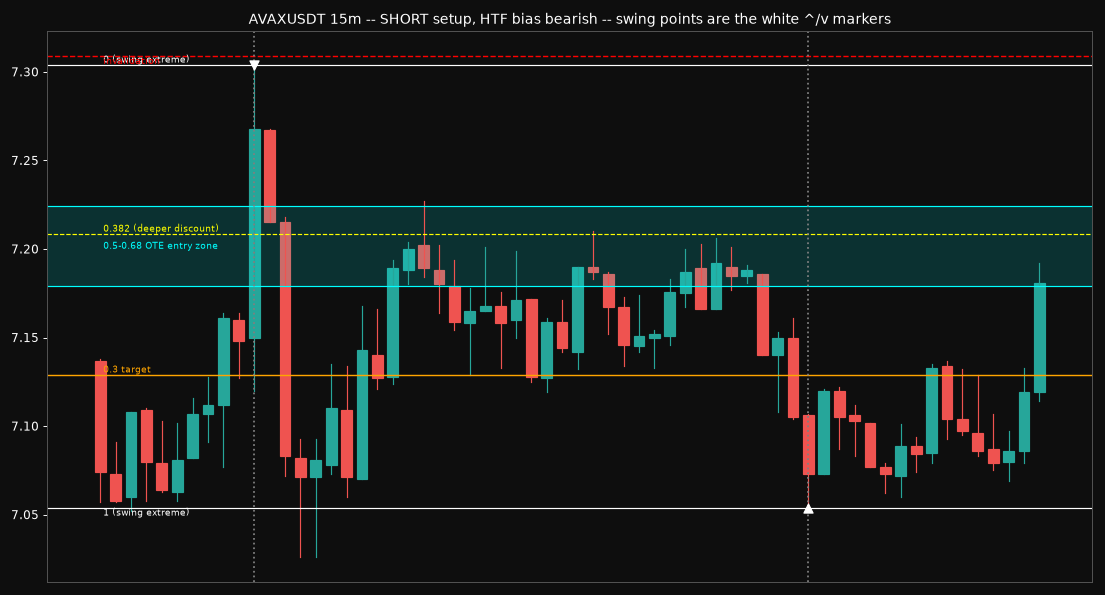 AVAXUSDT 15m -- SHORT setup, HTF bias bearish -- swing points are the white ^/v markers
0 (swing extreme)
7.30
7.25
0.382 (deeper discount)
0.5-0.68 OTE entry zone
7.20
7.15
0.3 target
7.10
1 (swing extreme)
7.05